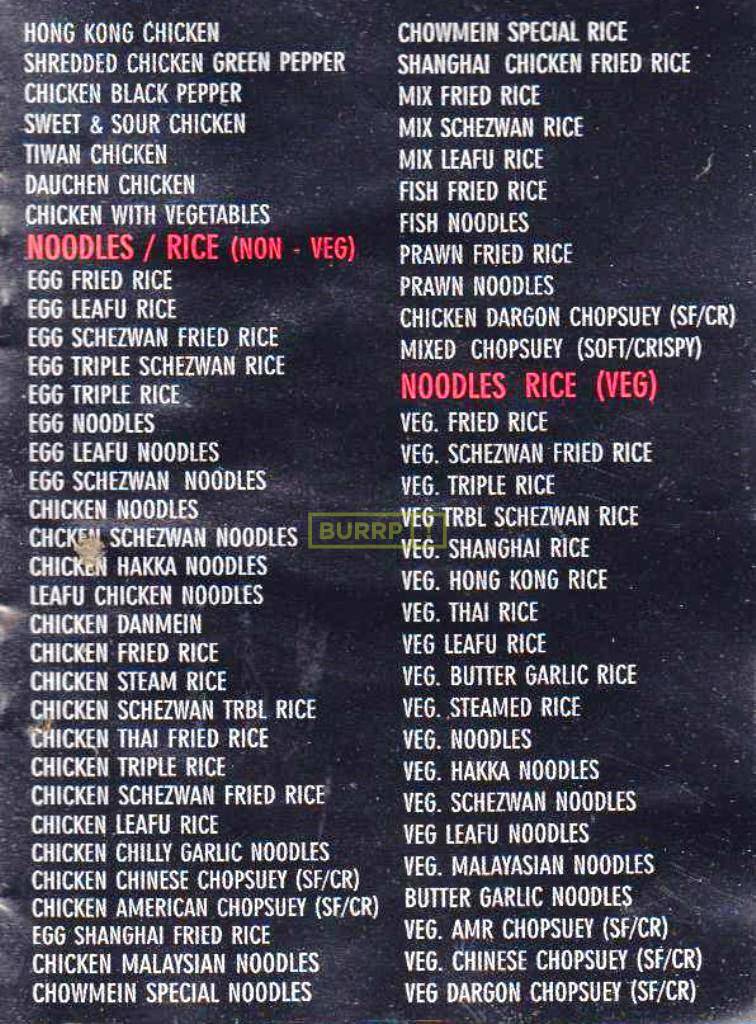 HONG KONG CHICKEN
SHREDDED CHICKEN GREEN PEPPER
CHICKEN BLACK PEPPER
SWEET & SOUR CHICKEN
TIWAN CHICKEN
DAUCHEN CHICKEN
CHICKEN WITH VEGETABLES
NOODLES / RICE (NON - VEG)
EGG FRIED RICE
EGG LEAFU RICE
EGG SCHEZWAN FRIED RICE
EGG TRIPLE SCHEZWAN RICE
EGG TRIPLE RICE
EGG NOODLES
EGG LEAFU NOODLES
EGG SCHEZWAN NOODLES
CHICKEN NOODLES
CHCKEN SCHEZWAN NOODLES
CHICKEN HAKKA NOODLES
LEAFU CHICKEN NOODLES
CHICKEN DANMEIN
CHICKEN FRIED RICE
CHICKEN STEAM RICE
CHICKEN SCHEZWAN TRBL RICE
CHICKEN THAI FRIED RICE
CHICKEN TRIPLE RICE
CHICKEN SCHEZWAN FRIED RICE
CHICKEN LEAFU RICE
CHICKEN CHILLY GARLIC NOODLES
CHICKEN CHINESE CHOPSUEY (SF/CR)
CHICKEN AMERICAN CHOPSUEY (SF/CR)
EGG SHANGHAI FRIED RICE
CHICKEN MALAYSIAN NOODLES
CHOWMEIN SPECIAL NOODLES
CHOWMEIN SPECIAL RICE
SHANGHAI CHICKEN FRIED RICE
MIX FRIED RICE
MIX SCHEZWAN RICE
MIX LEAFU RICE
FISH FRIED RICE
FISH NOODLES
PRAWN FRIED RICE
PRAWN NOODLES
CHICKEN DARGON CHOPSUEY (SF/CR)
MIXED CHOPSUEY (SOFT/CRISPY)
NOODLES RICE (VEG)
VEG. FRIED RICE
VEG. SCHEZWAN FRIED RICE
VEG. TRIPLE RICE
VEG TRBL SCHEZWAN RICE
VEG. SHANGHAI RICE
VEG. HONG KONG RICE
VEG. THAI RICE
VEG LEAFU RICE
VEG. BUTTER GARLIC RICE
VEG. STEAMED RICE
VEG. NOODLES
VEG. HAKKA NOODLES
VEG. SCHEZWAN NOODLES
VEG LEAFU NOODLES
VEG. MALAYASIAN NOODLES
BUTTER GARLIC NOODLES
VEG. AMR CHOPSUEY (SF/CR)
VEG. CHINESE CHOPSUEY (SF/CR)
VEG DARGON CHOPSUEY (SF/CR)
BURRP!